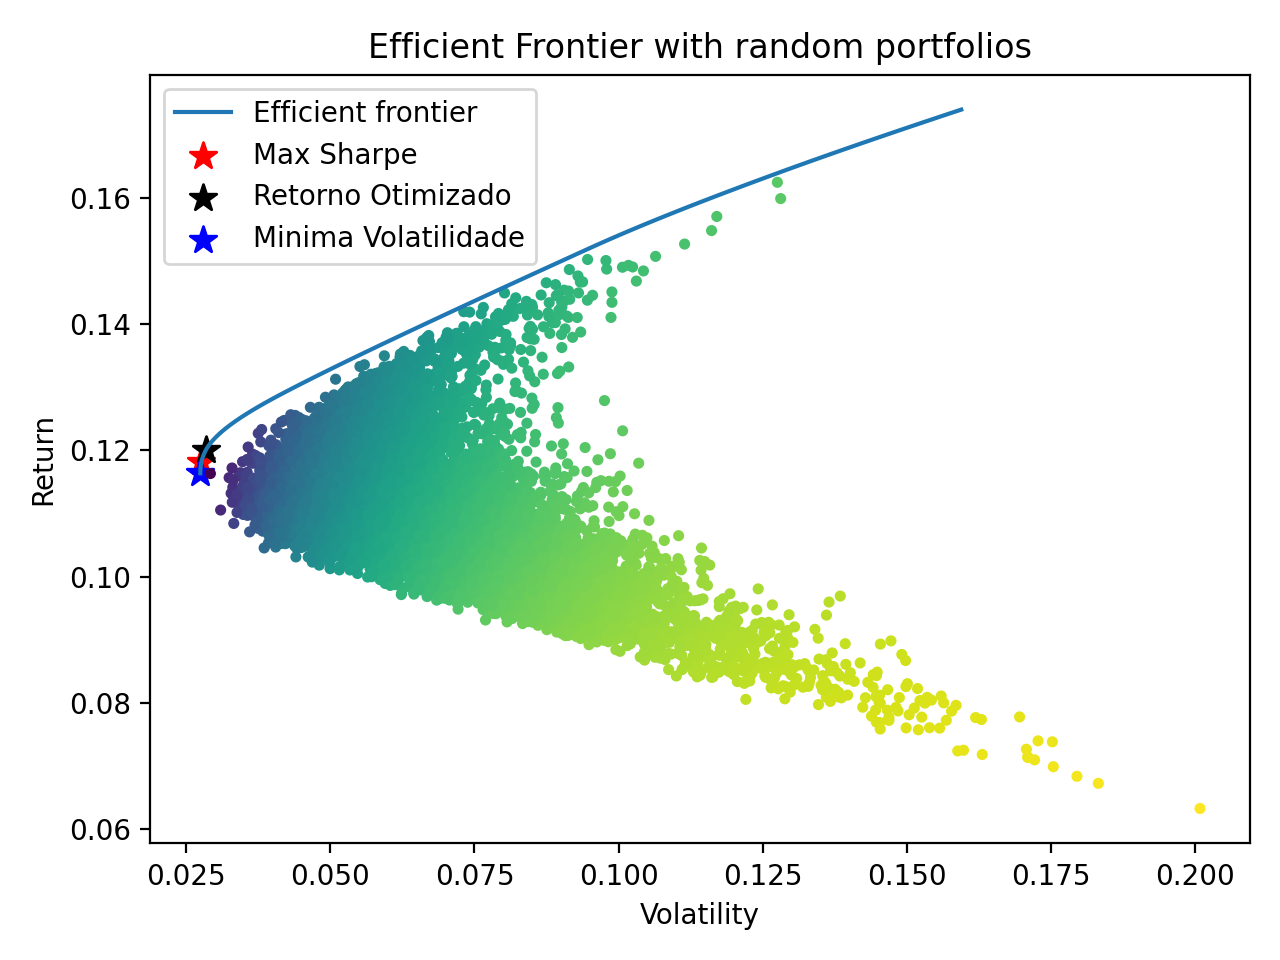 Efficient Frontier with random portfolios
Efficient frontier
Max Sharpe
Retorno Otimizado
Minima Volatilidade
Return
0.16
0.14
0.12
0.10
0.08
0.06
0.025 0.050 0.075 0.100 0.125 0.150 0.175 0.200
Volatility